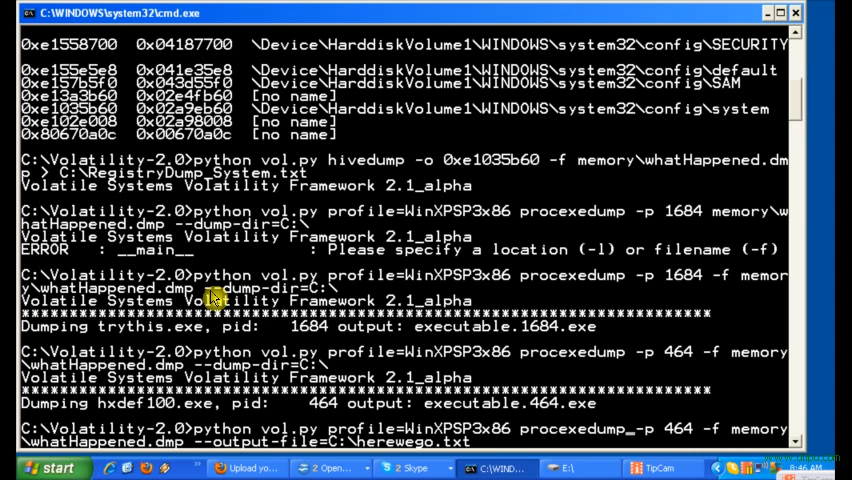 C:\WINDOWS\system32\cmd.exe
0xe1558700  0x04187700  \Device\HarddiskVolume1\WINDOWS\system32\config\SECURITY
0xe155e5e8  0x041e35e8  \Device\HarddiskVolume1\WINDOWS\system32\config\default
0xe157b5f0  0x043d55f0  \Device\HarddiskVolume1\WINDOWS\system32\config\SAM
0xe13a3b60  0x02e4fb60  [no name]
0xe1035b60  0x02a9eb60  \Device\HarddiskVolume1\WINDOWS\system32\config\system
0xe102e008  0x02a98008  [no name]
0x80670a0c  0x00670a0c  [no name]
C:\Volatility-2.0>python vol.py hivedump -o 0xe1035b60 -f memory\whatHappened.dm
p > C:\RegistryDump_System.txt
Volatile Systems Volatility Framework 2.1_alpha
C:\Volatility-2.0>python vol.py profile=WinXPSP3x86 procexedump -p 1684 memory\w
hatHappened.dmp --dump-dir=C:\
Volatile Systems Volatility Framework 2.1_alpha
ERROR   : __main__            : Please specify a location (-l) or filename (-f)
C:\Volatility-2.0>python vol.py profile=WinXPSP3x86 procexedump -p 1684 -f memor
y\whatHappened.dmp --dump-dir=C:\
Volatile Systems Volatility Framework 2.1_alpha
************************************************************************
Dumping trythis.exe, pid:   1684 output: executable.1684.exe
C:\Volatility-2.0>python vol.py profile=WinXPSP3x86 procexedump -p 464 -f memory
\whatHappened.dmp --dump-dir=C:\
Volatile Systems Volatility Framework 2.1_alpha
************************************************************************
Dumping hxdef100.exe, pid:    464 output: executable.464.exe
C:\Volatility-2.0>python vol.py profile=WinXPSP3x86 procexedump_-p 464 -f memory
\whatHappened.dmp --output-file=C:\herewego.txt
start
Upload yo...
2 Open...
2 Skype
C:\WIND...
E:\
TipCam
8:46 AM